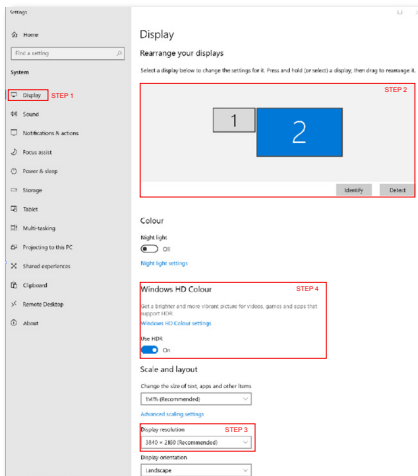 Settings
Home
Find a setting
System
Display STEP 1
Sound
Notifications & actions
Focus assist
Power & sleep
Storage
Tablet
Multi-tasking
Projecting to this PC
Shared experiences
Clipboard
Remote Desktop
About
Display
Rearrange your displays
Select a display below to change the settings for it. Press and hold (or select) a display, then drag to rearrange it.
STEP 2
1
2
Identify Detect
Colour
Night light
Off
Night light settings
Windows HD Colour STEP 4
Get a brighter and more vibrant picture for videos, games and apps that
support HDR.
Windows HD Colour settings
Use HDR
On
Scale and layout
Change the size of text, apps and other items
(Recommended)
Advanced scaling settings
Display resolution STEP 3
3840 × 2160 (Recommended)
Display orientation
Landscape